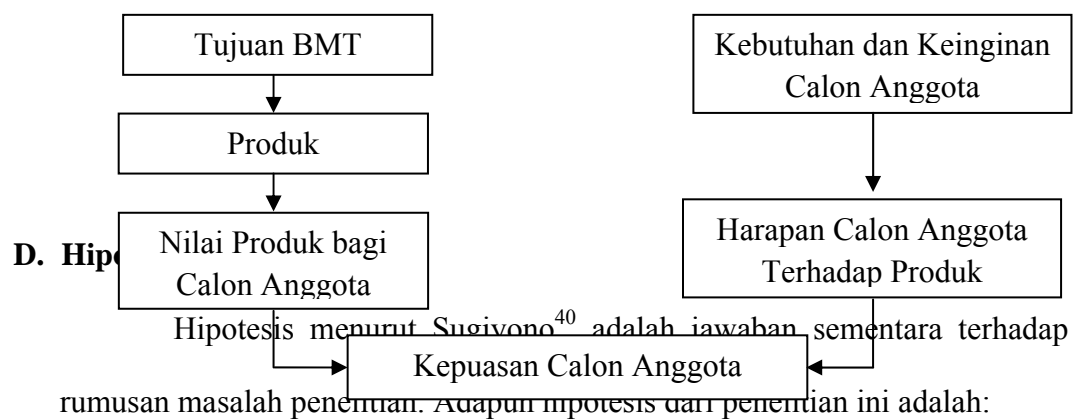 Tujuan BMT
Produk
Nilai Produk bagi
Calon Anggota
Kebutuhan dan Keinginan
Calon Anggota
Harapan Calon Anggota
Terhadap Produk
Kepuasan Calon Anggota
D. Hip
Hipotesis menurut Sugiyono40 adalah jawaban sementara terhadap
rumusan masalah penelitian. Adapun hipotesis dari penelitian ini adalah: